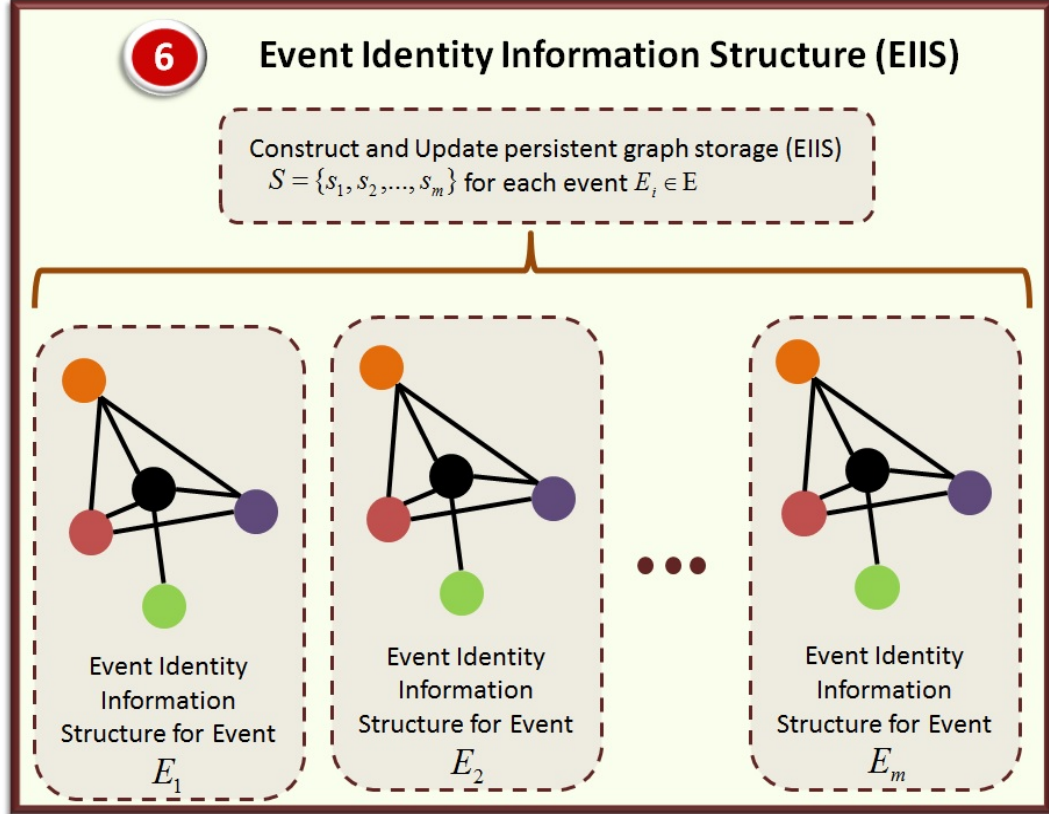 6
Event Identity Information Structure (EIIS)
Construct and Update persistent graph storage (EIIS)
S = {s₁, s₂,..., sₘ} for each event Eᵢ ∈ E
Event Identity
Information
Structure for Event
E₁
Event Identity
Information
Structure for Event
E₂
Event Identity
Information
Structure for Event
Eₘ